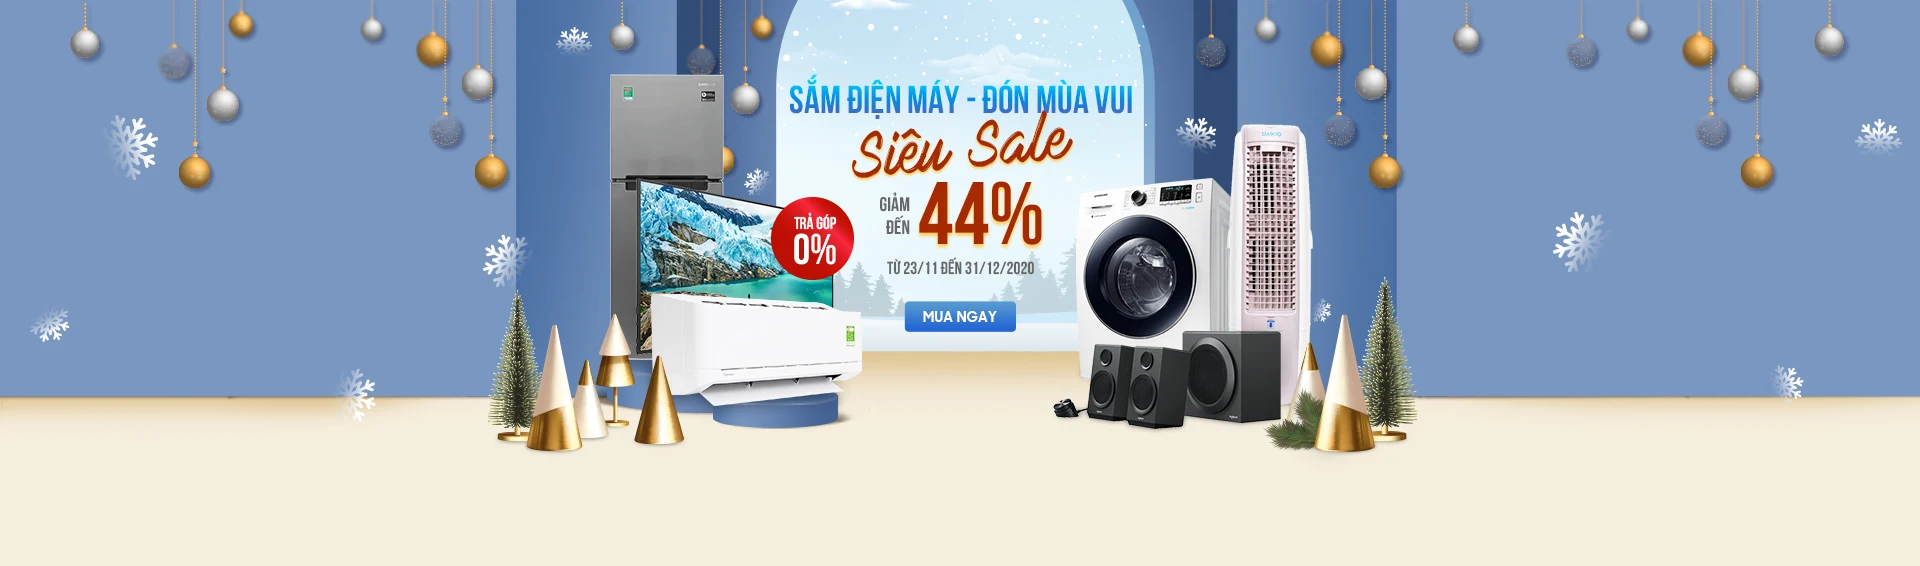 SẮM ĐIỆN MÁY - ĐÓN MÙA VUI
Siêu Sale
GIẢM
ĐẾN
44%
TỪ 23/11 ĐẾN 31/12/2020
MUA NGAY
TRẢ GÓP
0%